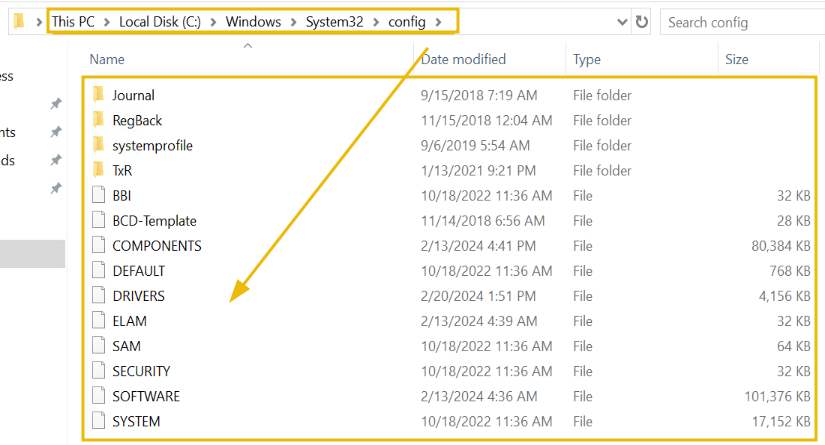 This PC > Local Disk (C:) > Windows > System32 > config >
Search config
Name Date modified Type Size
ess
nts
ds
Journal 9/15/2018 7:19 AM File folder
RegBack 11/15/2018 12:04 AM File folder
systemprofile 9/6/2019 5:54 AM File folder
TxR 1/13/2021 9:21 PM File folder
BBI 10/18/2022 11:36 AM File 32 KB
BCD-Template 11/14/2018 6:56 AM File 28 KB
COMPONENTS 2/13/2024 4:41 PM File 80,384 KB
DEFAULT 10/18/2022 11:36 AM File 768 KB
DRIVERS 2/20/2024 1:51 PM File 4,156 KB
ELAM 2/13/2024 4:39 AM File 32 KB
SAM 10/18/2022 11:36 AM File 64 KB
SECURITY 10/18/2022 11:36 AM File 32 KB
SOFTWARE 2/13/2024 4:36 AM File 101,376 KB
SYSTEM 10/18/2022 11:36 AM File 17,152 KB